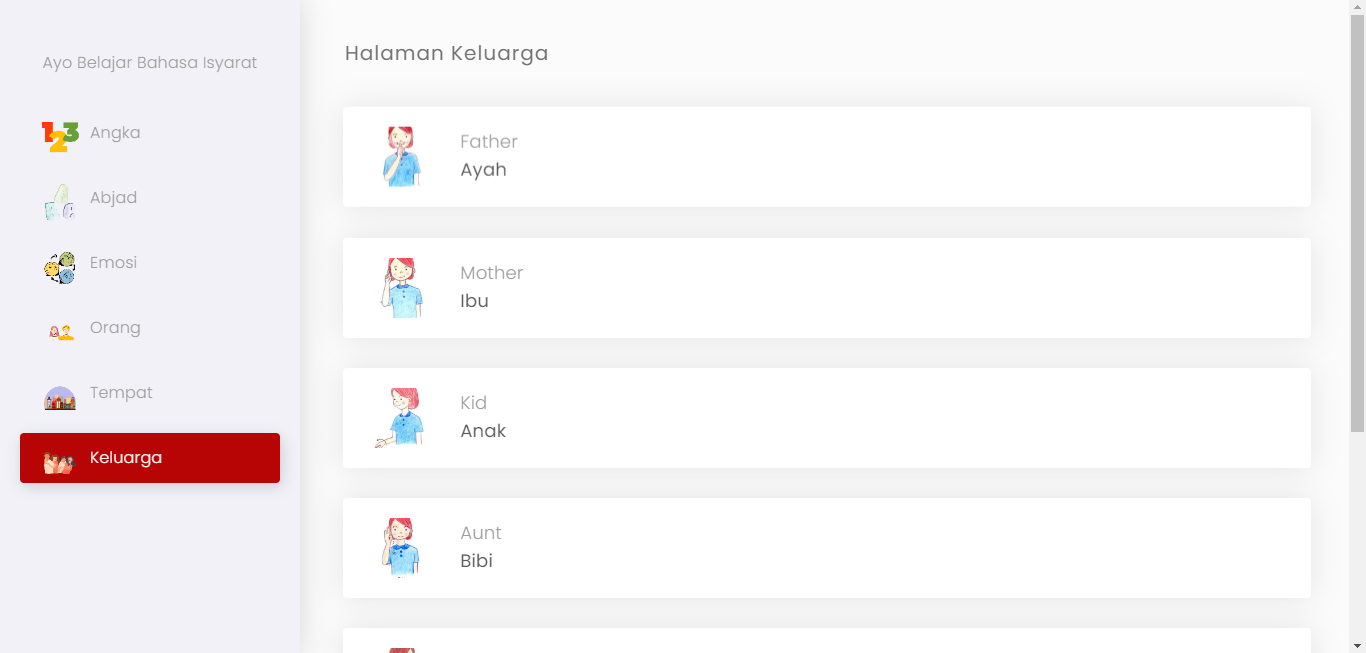 Ayo Belajar Bahasa Isyarat
123 Angka
Abjad
Emosi
Orang
Tempat
Keluarga
Halaman Keluarga
Father
Ayah
Mother
Ibu
Kid
Anak
Aunt
Bibi